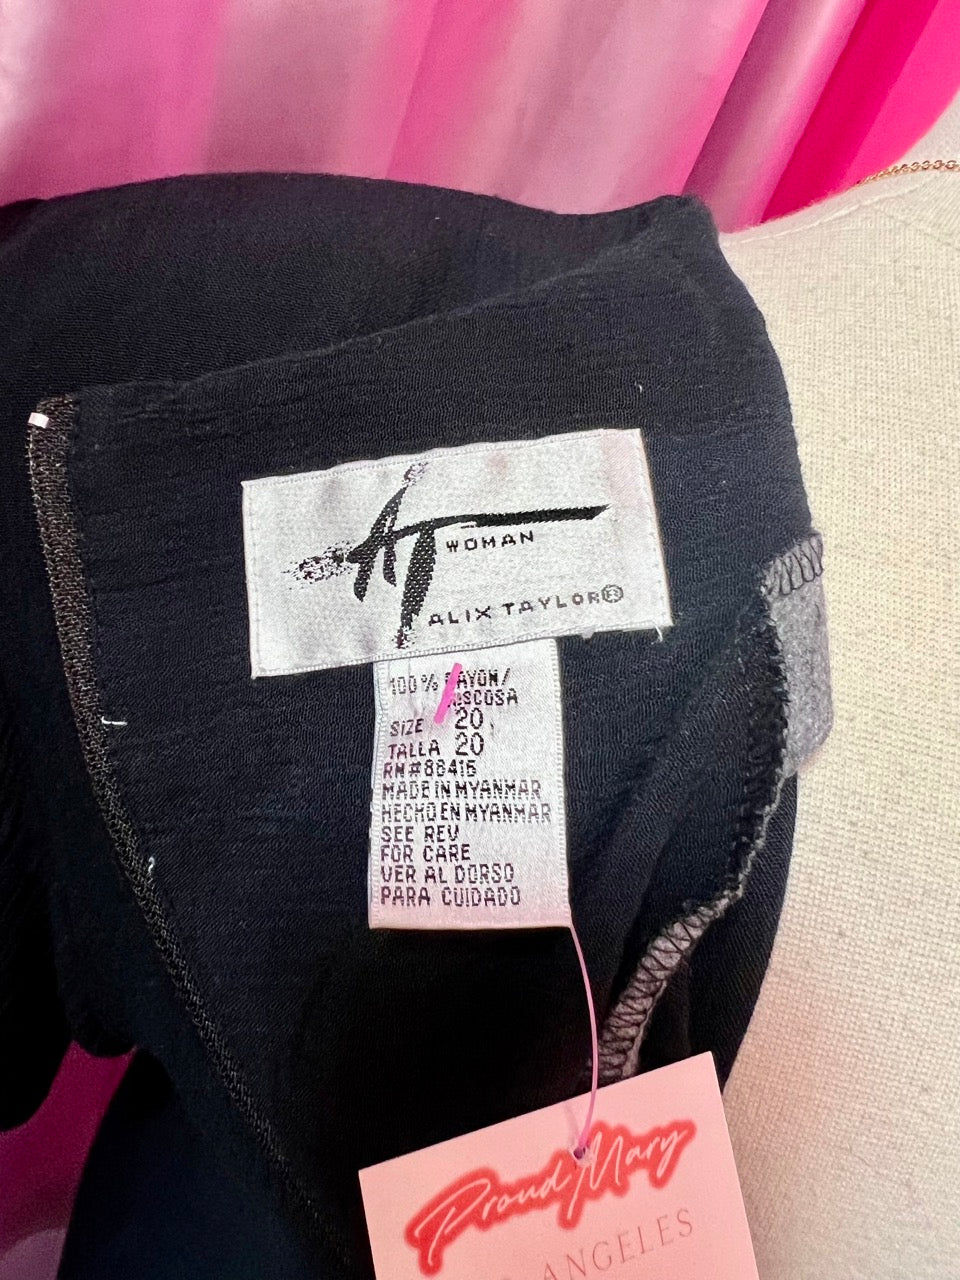 AT
WOMAN
ALIX TAYLOR®
100% RAYON/
VISCOSA
SIZE 20
TALLA 20
RN#88415
MADE IN MYANMAR
HECHO EN MYANMAR
SEE REV
FOR CARE
VER AL DORSO
PARA CUIDADO
Proud Mary
ANGELES